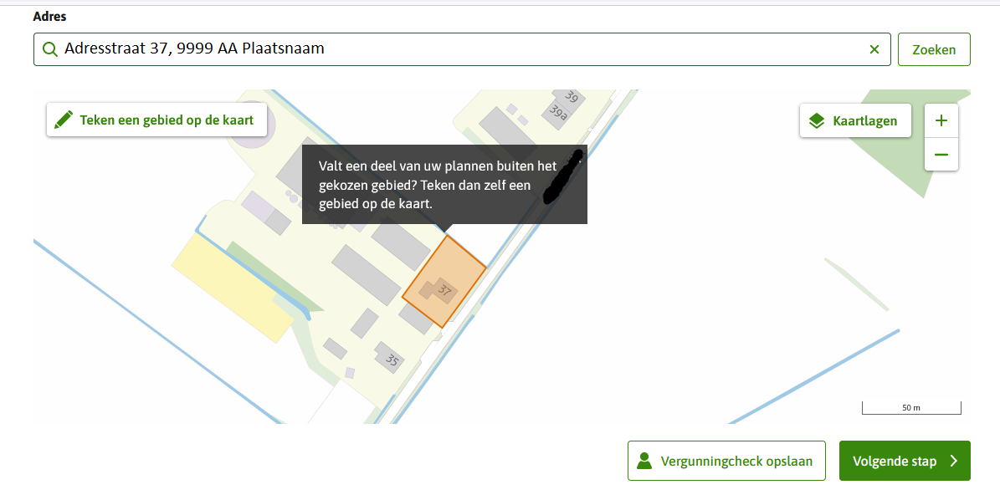 Adres
Adresstraat 37, 9999 AA Plaatsnaam
Zoeken
Teken een gebied op de kaart
Kaartlagen
39
39a
Valt een deel van uw plannen buiten het
gekozen gebied? Teken dan zelf een
gebied op de kaart.
37
35
50 m
Vergunningcheck opslaan
Volgende stap